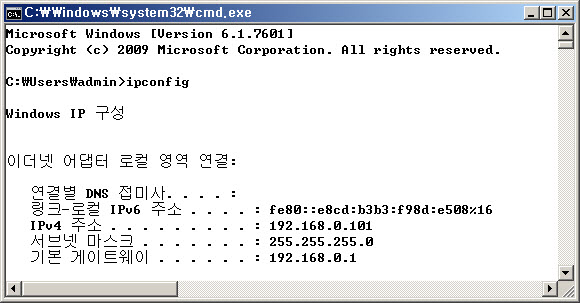 C:₩Windows₩system32₩cmd.exe
Microsoft Windows [Version 6.1.7601]
Copyright (c) 2009 Microsoft Corporation. All rights reserved.
C:₩Users₩admin>ipconfig
Windows IP 구성
이더넷 어댑터 로컬 영역 연결:
연결별 DNS 접미사. . . . :
링크-로컬 IPv6 주소 . . . . : fe80::e8cd:b3b3:f98d:e508%16
IPv4 주소 . . . . . . . . . : 192.168.0.101
서브넷 마스크 . . . . . . . : 255.255.255.0
기본 게이트웨이 . . . . . . : 192.168.0.1